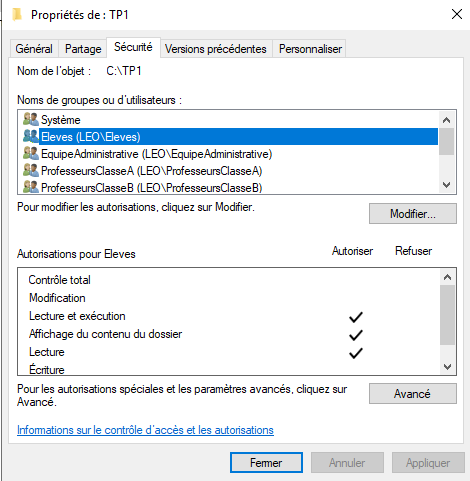 Propriétés de : TP1
Général Partage Sécurité Versions précédentes Personnaliser
Nom de l'objet : C:\TP1
Noms de groupes ou d'utilisateurs :
Système
Eleves (LEO\Eleves)
EquipeAdministrative (LEO\EquipeAdministrative)
ProfesseursClasseA (LEO\ProfesseursClasseA)
ProfesseursClasseB (LEO\ProfesseursClasseB)
Pour modifier les autorisations, cliquez sur Modifier.
Modifier...
Autorisations pour Eleves Autoriser Refuser
Contrôle total
Modification
Lecture et exécution
Affichage du contenu du dossier
Lecture
Écriture
Pour les autorisations spéciales et les paramètres avancés, cliquez sur
Avancé.
Avancé
Informations sur le contrôle d'accès et les autorisations
Fermer Annuler Appliquer